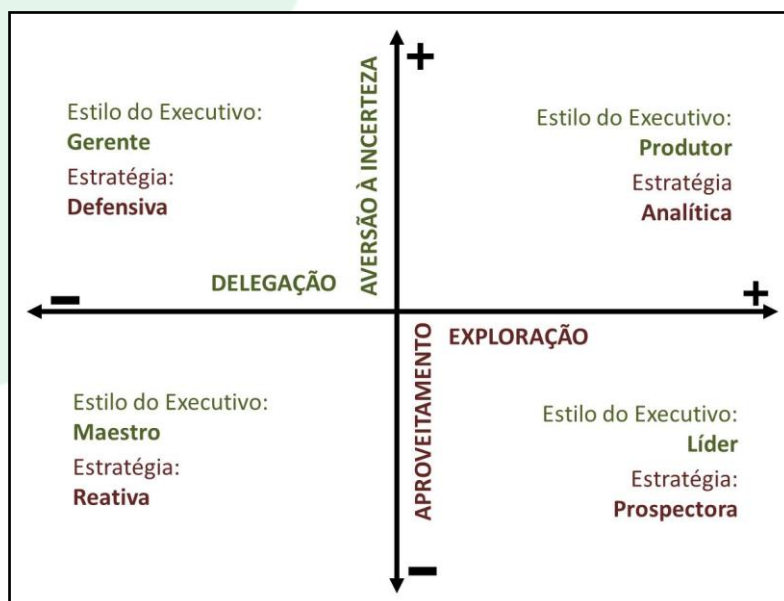 +
Estilo do Executivo:
Gerente
Estratégia:
Defensiva
AVERSÃO À INCERTEZA
Estilo do Executivo:
Produtor
Estratégia
Analítica
DELEGAÇÃO
-
+
EXPLORAÇÃO
APROVEITAMENTO
Estilo do Executivo:
Maestro
Estratégia:
Reativa
Estilo do Executivo:
Líder
Estratégia:
Prospectora
-